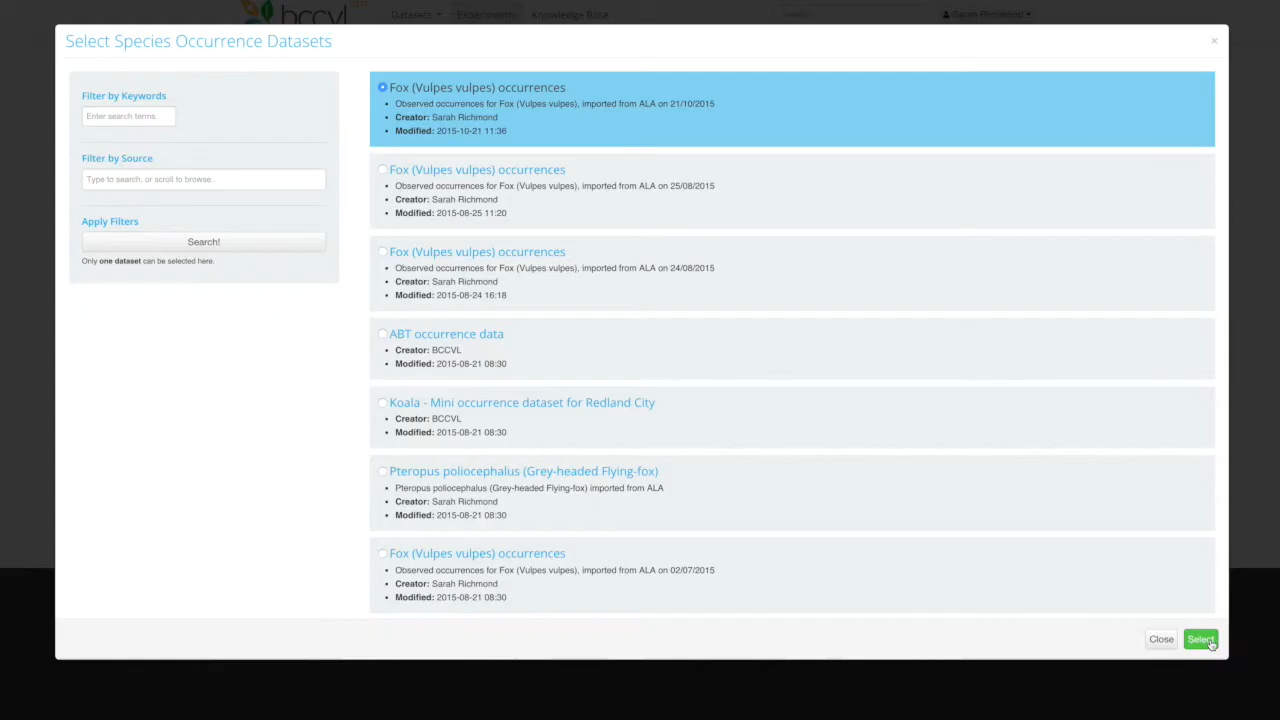 bccvl
Datasets Experiments Knowledge Base Sarah Richmond
Select Species Occurrence Datasets
×
Filter by Keywords
Enter search terms.
Filter by Source
Type to search, or scroll to browse..
Apply Filters
Search!
Only one dataset can be selected here.
Fox (Vulpes vulpes) occurrences
Observed occurrences for Fox (Vulpes vulpes), imported from ALA on 21/10/2015
Creator: Sarah Richmond
Modified: 2015-10-21 11:36
Fox (Vulpes vulpes) occurrences
Observed occurrences for Fox (Vulpes vulpes), imported from ALA on 25/08/2015
Creator: Sarah Richmond
Modified: 2015-08-25 11:20
Fox (Vulpes vulpes) occurrences
Observed occurrences for Fox (Vulpes vulpes), imported from ALA on 24/08/2015
Creator: Sarah Richmond
Modified: 2015-08-24 16:18
ABT occurrence data
Creator: BCCVL
Modified: 2015-08-21 08:30
Koala - Mini occurrence dataset for Redland City
Creator: BCCVL
Modified: 2015-08-21 08:30
Pteropus poliocephalus (Grey-headed Flying-fox)
Pteropus poliocephalus (Grey-headed Flying-fox) imported from ALA
Creator: Sarah Richmond
Modified: 2015-08-21 08:30
Fox (Vulpes vulpes) occurrences
Observed occurrences for Fox (Vulpes vulpes), imported from ALA on 02/07/2015
Creator: Sarah Richmond
Modified: 2015-08-21 08:30
Close Select